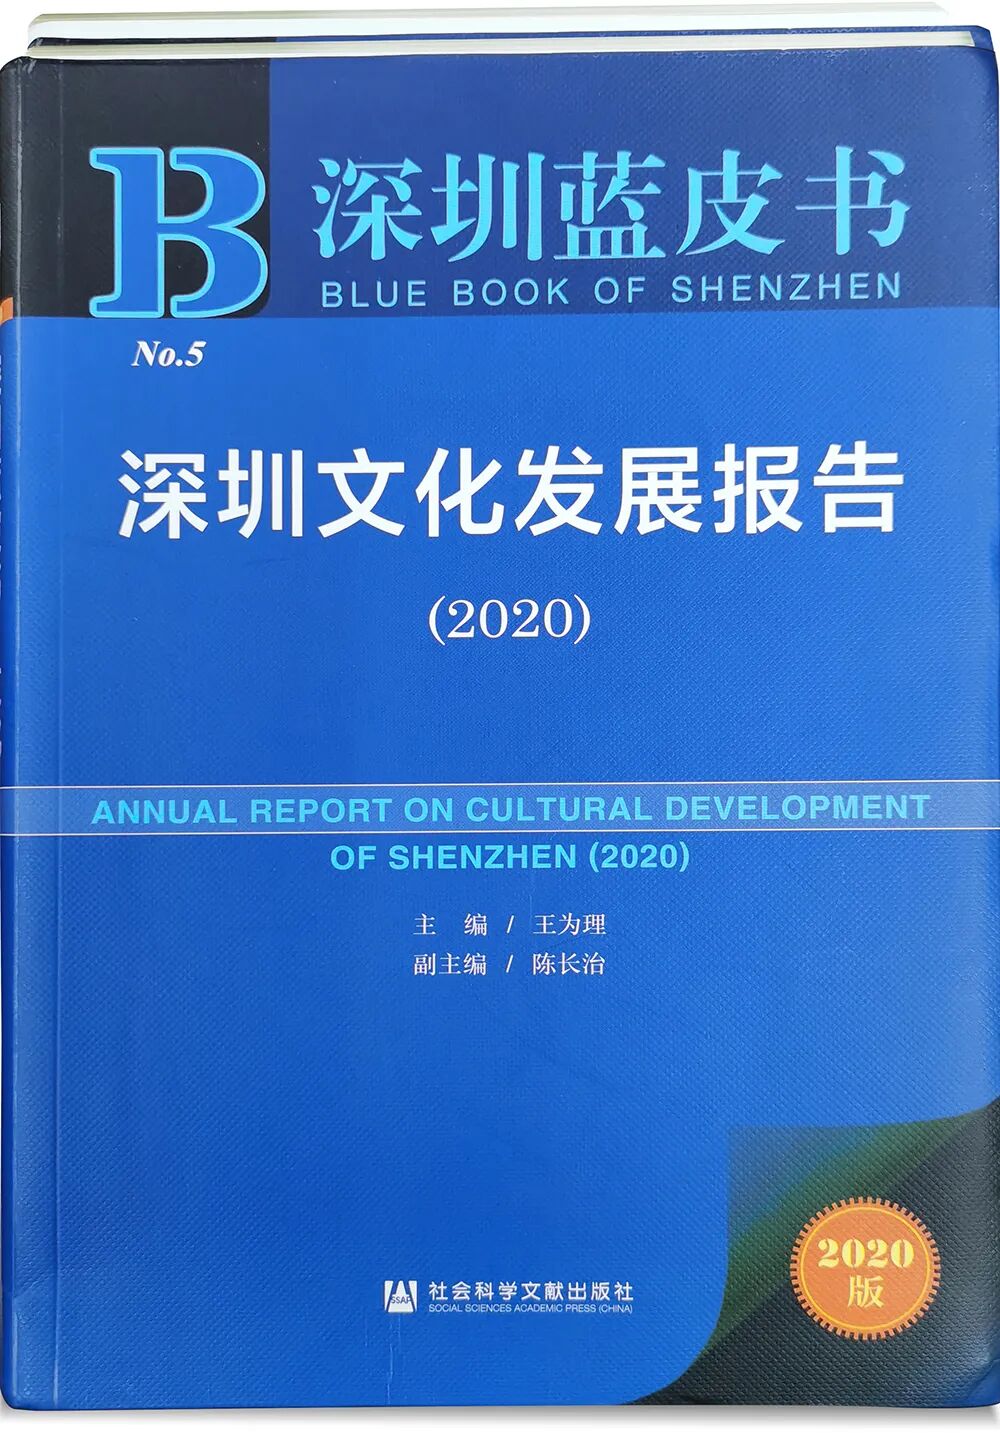 B
深圳蓝皮书
BLUE BOOK OF SHENZHEN
No.5
深圳文化发展报告
(2020)
ANNUAL REPORT ON CULTURAL DEVELOPMENT
OF SHENZHEN (2020)
主 编 / 王为理
副主编 / 陈长治
2020
版
SSAP
社会科学文献出版社
SOCIAL SCIENCES ACADEMIC PRESS (CHINA)